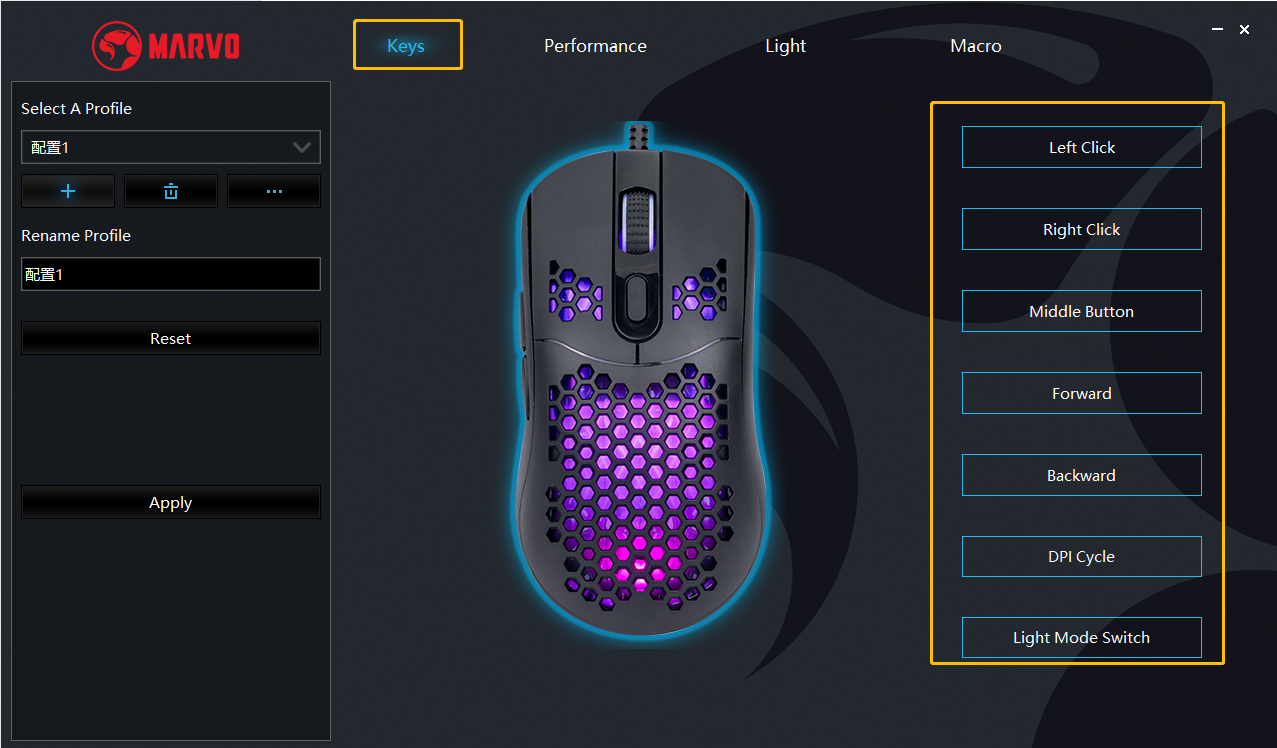 MARVO
Keys
Performance
Light
Macro
Select A Profile
配置1
Rename Profile
配置1
Reset
Apply
Left Click
Right Click
Middle Button
Forward
Backward
DPI Cycle
Light Mode Switch